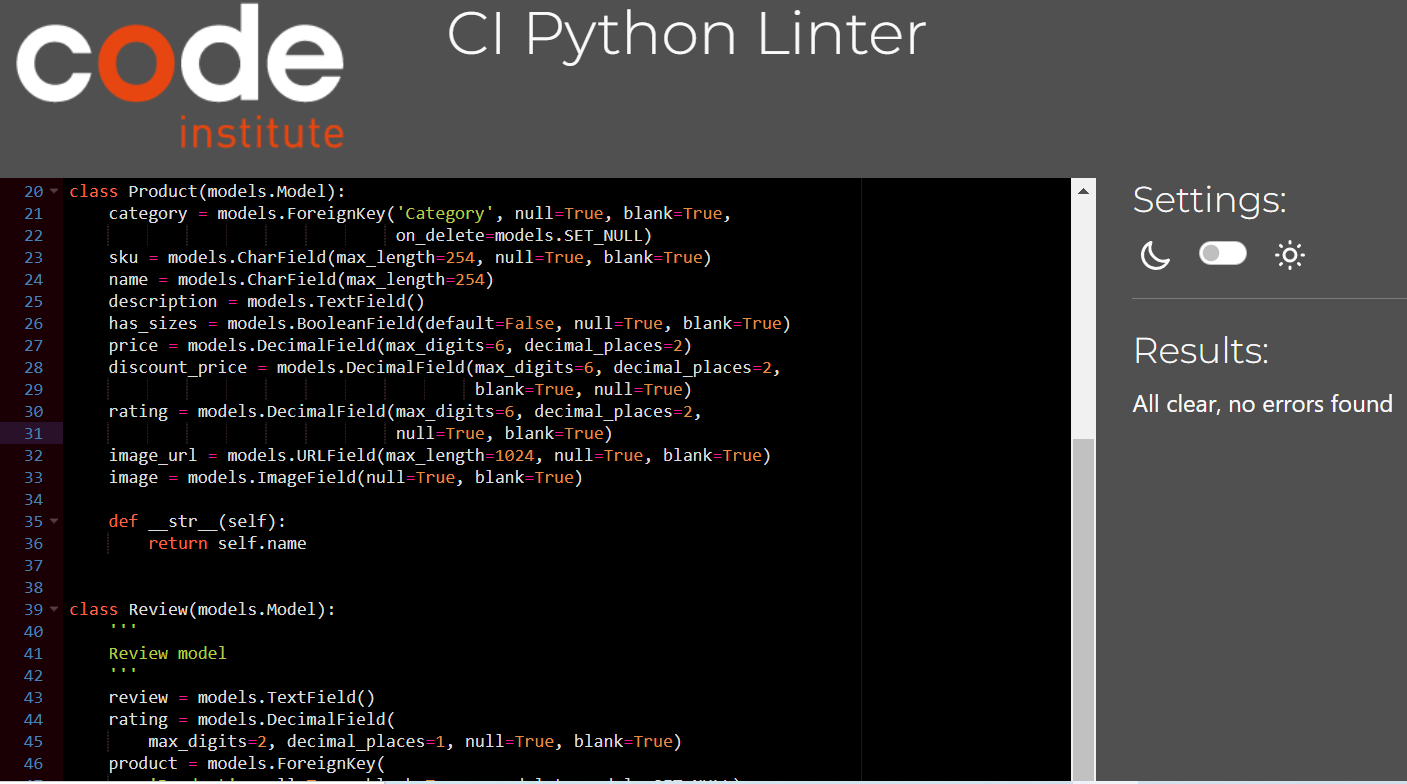 code
institute
CI Python Linter
20 class Product(models.Model):
21     category = models.ForeignKey('Category', null=True, blank=True,
22                                  on_delete=models.SET_NULL)
23     sku = models.CharField(max_length=254, null=True, blank=True)
24     name = models.CharField(max_length=254)
25     description = models.TextField()
26     has_sizes = models.BooleanField(default=False, null=True, blank=True)
27     price = models.DecimalField(max_digits=6, decimal_places=2)
28     discount_price = models.DecimalField(max_digits=6, decimal_places=2,
29                                          blank=True, null=True)
30     rating = models.DecimalField(max_digits=6, decimal_places=2,
31                                  null=True, blank=True)
32     image_url = models.URLField(max_length=1024, null=True, blank=True)
33     image = models.ImageField(null=True, blank=True)
34
35     def __str__(self):
36         return self.name
37
38
39 class Review(models.Model):
40     '''
41     Review model
42     '''
43     review = models.TextField()
44     rating = models.DecimalField(
45         max_digits=2, decimal_places=1, null=True, blank=True)
46     product = models.ForeignKey(
Settings:
Results:
All clear, no errors found